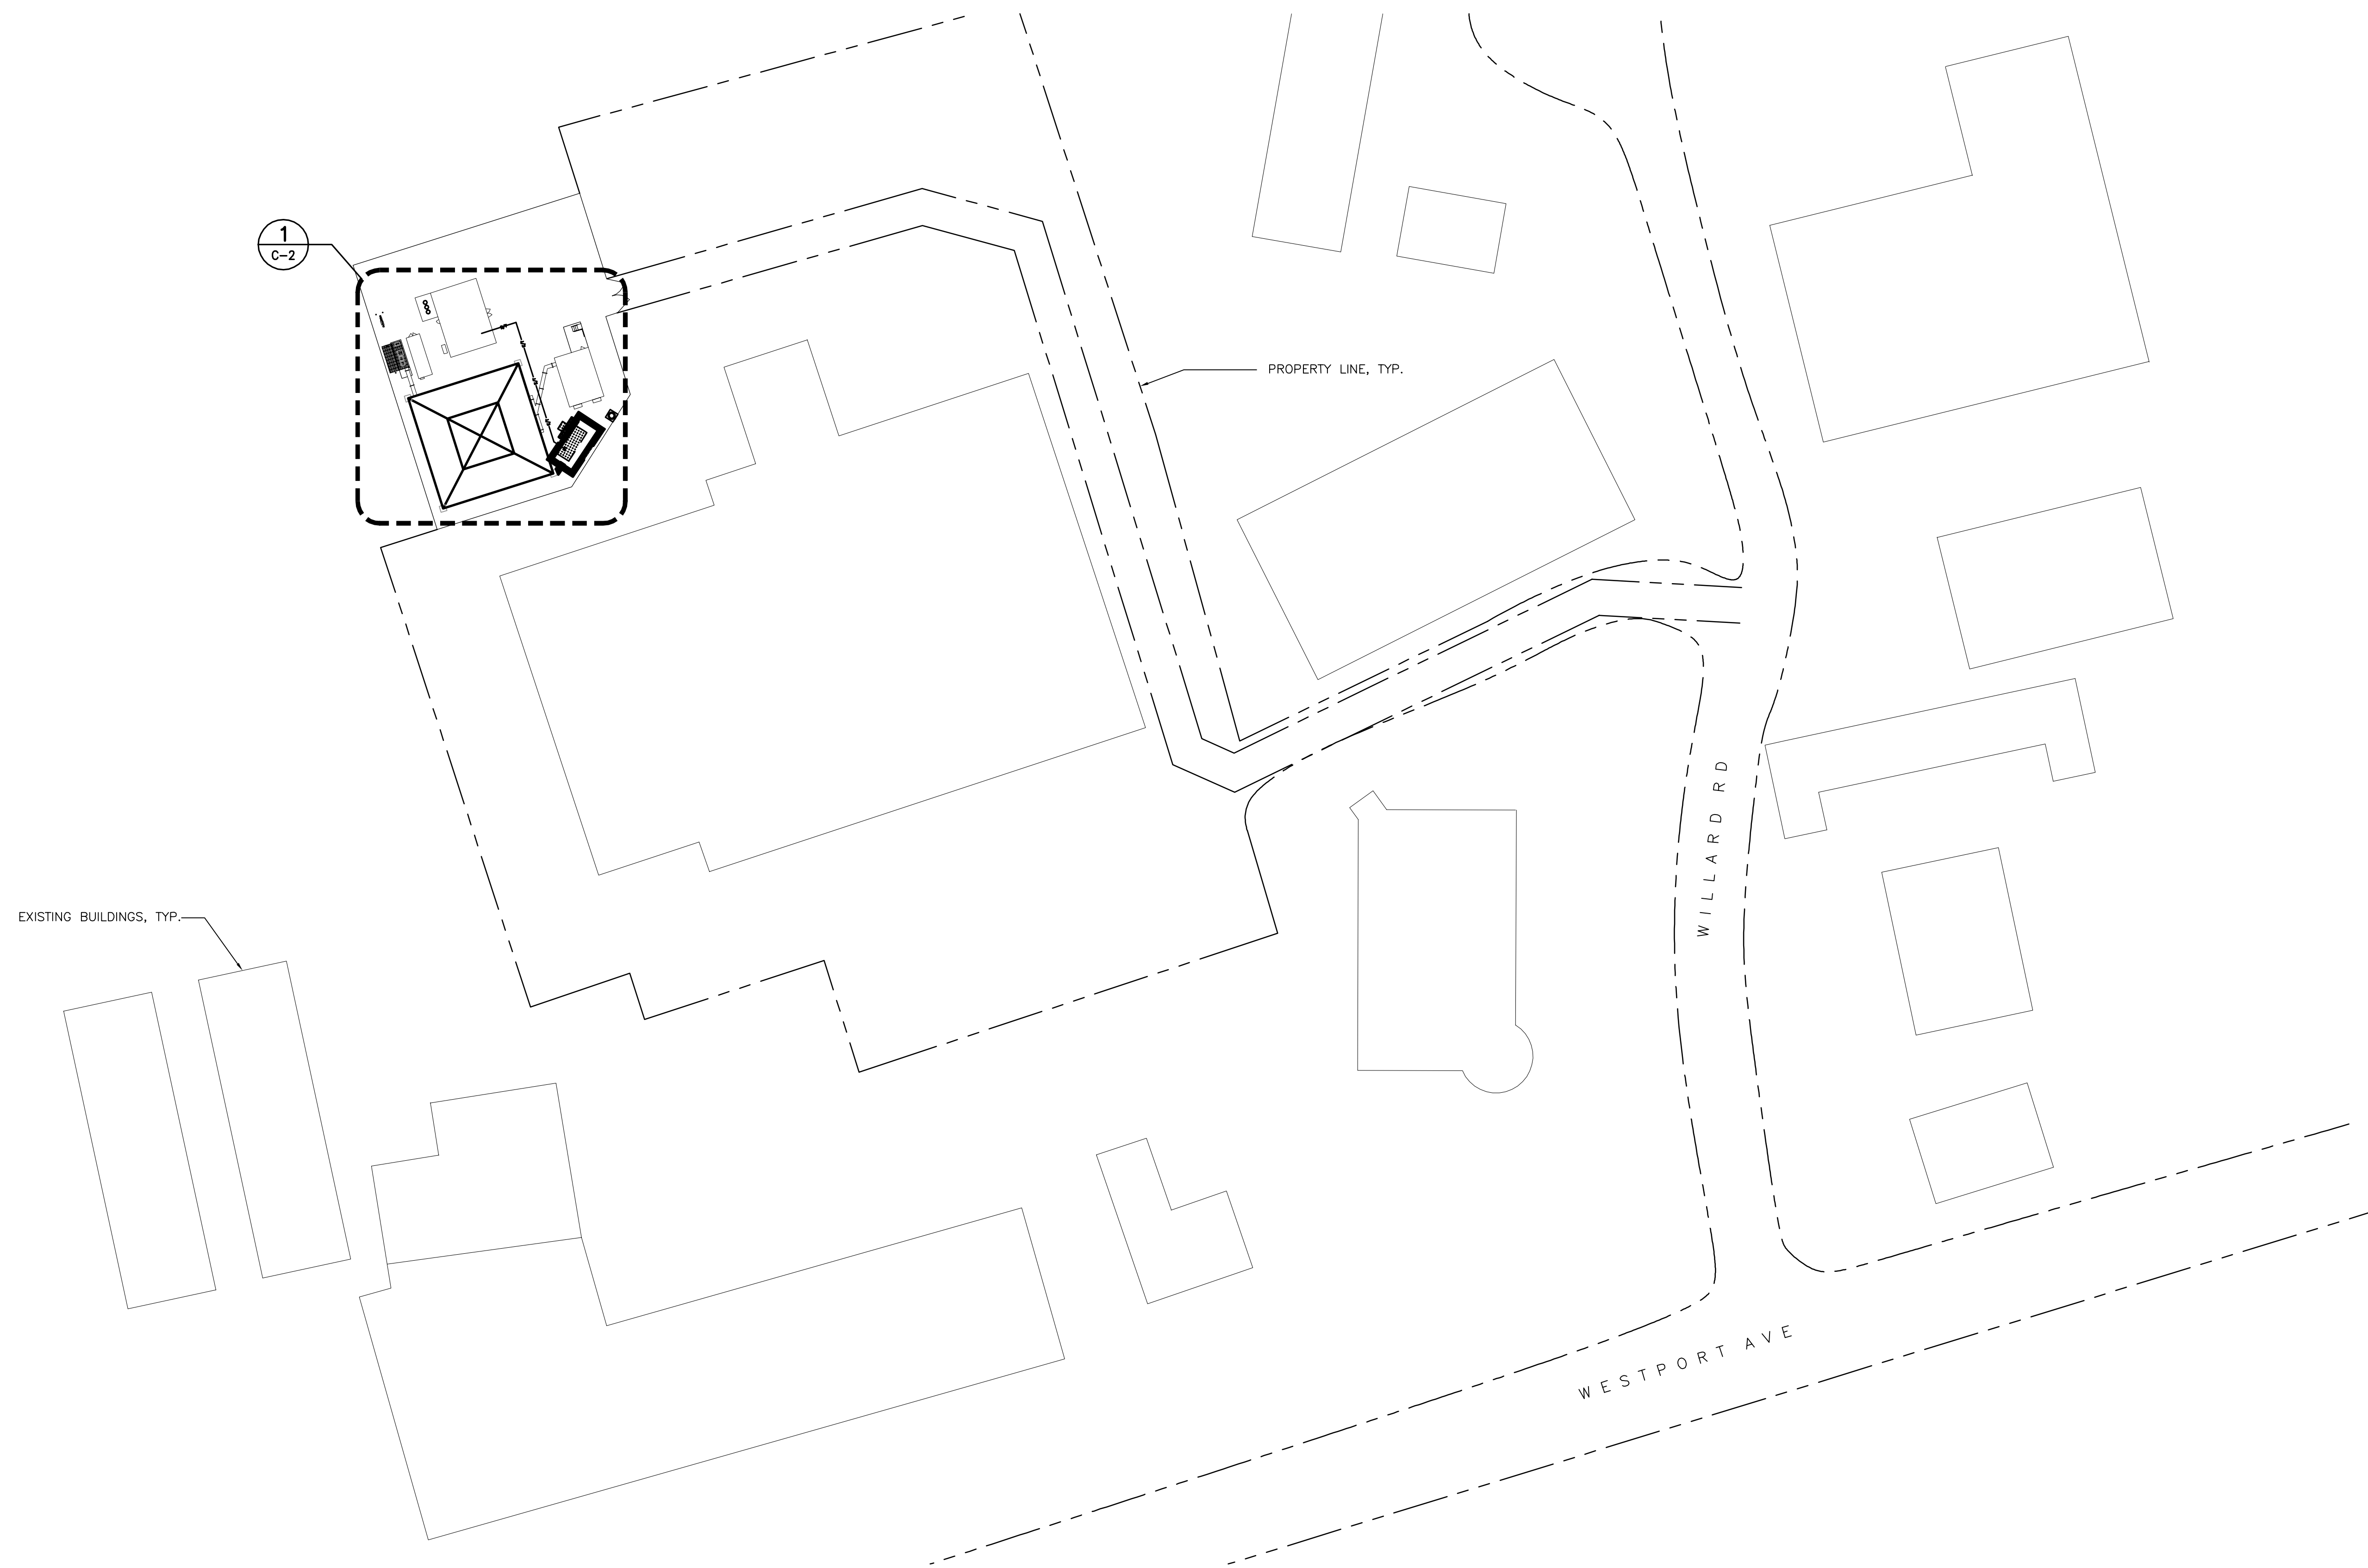 1
C-2
PROPERTY LINE, TYP.
EXISTING BUILDINGS, TYP.
WILLARD RD
WESTPORT AVE